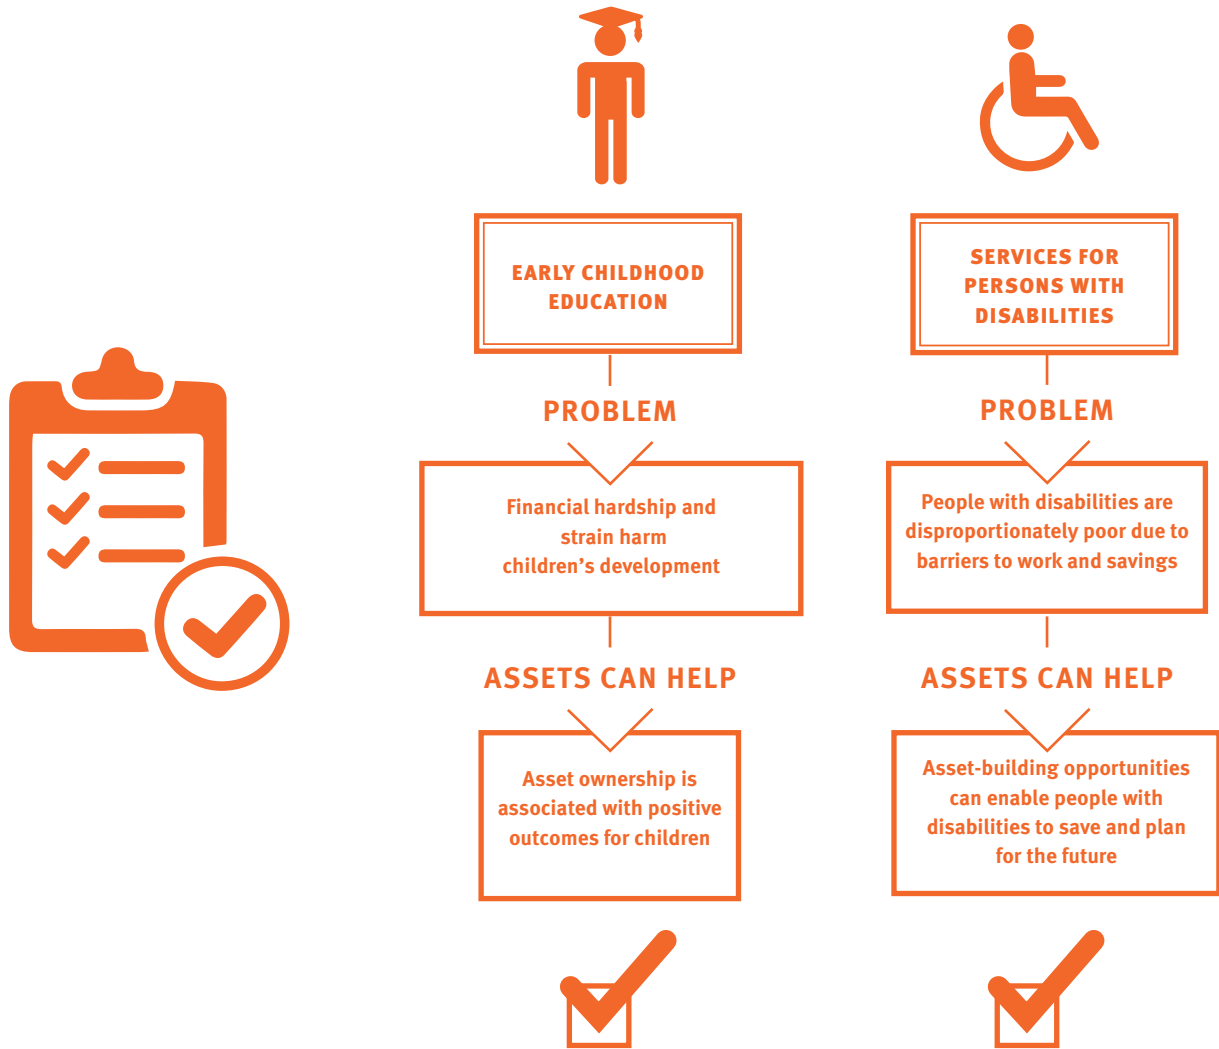 EARLY CHILDHOOD
EDUCATION
PROBLEM
Financial hardship and
strain harm
children’s development
ASSETS CAN HELP
Asset ownership is
associated with positive
outcomes for children
SERVICES FOR
PERSONS WITH
DISABILITIES
PROBLEM
People with disabilities are
disproportionately poor due to
barriers to work and savings
ASSETS CAN HELP
Asset-building opportunities
can enable people with
disabilities to save and plan
for the future